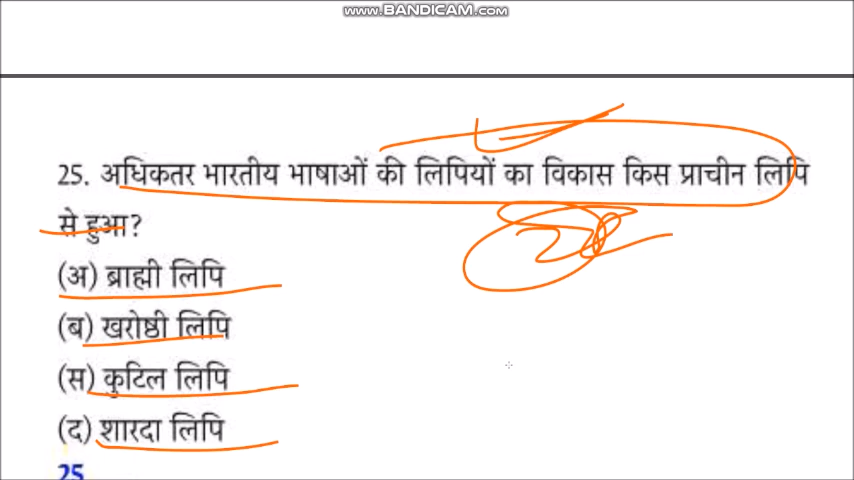 www.BANDICAM.com
25. अधिकतर भारतीय भाषाओं की लिपियों का विकास किस प्राचीन लिपि
से हुआ?
(अ) ब्राह्मी लिपि
(ब) खरोष्ठी लिपि
(स) कुटिल लिपि
(द) शारदा लिपि
25